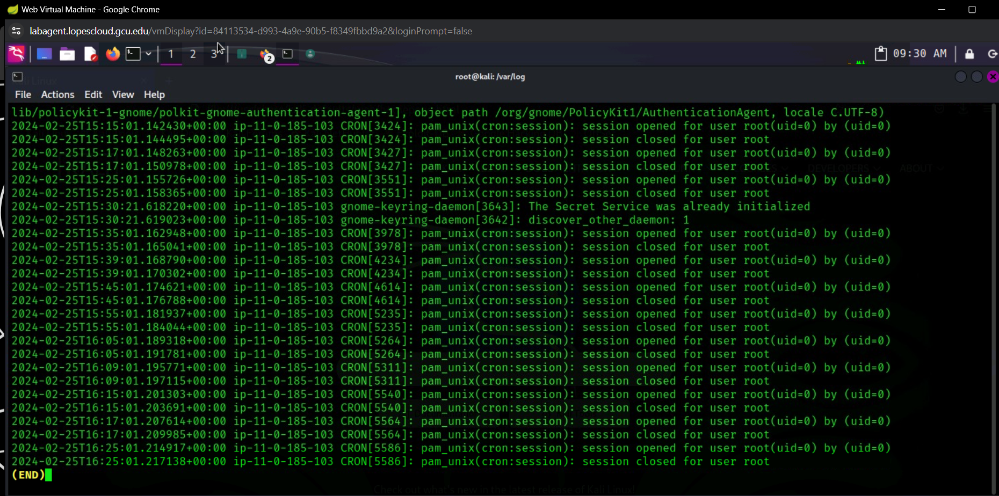 Web Virtual Machine - Google Chrome
labagent.lopescloud.gcu.edu/vmDisplay?id=84113534-d993-4a9e-90b5-f8349fbbd9a2&loginPrompt=false
1 2 3 2 09:30 AM
root@kali: /var/log
File Actions Edit View Help
lib/policykit-1-gnome/polkit-gnome-authentication-agent-1], object path /org/gnome/PolicyKit1/AuthenticationAgent, locale C.UTF-8)
2024-02-25T15:15:01.142430+00:00 ip-11-0-185-103 CRON[3424]: pam_unix(cron:session): session opened for user root(uid=0) by (uid=0)
2024-02-25T15:15:01.144495+00:00 ip-11-0-185-103 CRON[3424]: pam_unix(cron:session): session closed for user root
2024-02-25T15:17:01.148263+00:00 ip-11-0-185-103 CRON[3427]: pam_unix(cron:session): session opened for user root(uid=0) by (uid=0)
2024-02-25T15:17:01.150978+00:00 ip-11-0-185-103 CRON[3427]: pam_unix(cron:session): session closed for user root
2024-02-25T15:25:01.155726+00:00 ip-11-0-185-103 CRON[3551]: pam_unix(cron:session): session opened for user root(uid=0) by (uid=0)
2024-02-25T15:25:01.158365+00:00 ip-11-0-185-103 CRON[3551]: pam_unix(cron:session): session closed for user root
2024-02-25T15:30:21.618220+00:00 ip-11-0-185-103 gnome-keyring-daemon[3643]: The Secret Service was already initialized
2024-02-25T15:30:21.619023+00:00 ip-11-0-185-103 gnome-keyring-daemon[3642]: discover_other_daemon: 1
2024-02-25T15:35:01.162948+00:00 ip-11-0-185-103 CRON[3978]: pam_unix(cron:session): session opened for user root(uid=0) by (uid=0)
2024-02-25T15:35:01.165041+00:00 ip-11-0-185-103 CRON[3978]: pam_unix(cron:session): session closed for user root
2024-02-25T15:39:01.168790+00:00 ip-11-0-185-103 CRON[4234]: pam_unix(cron:session): session opened for user root(uid=0) by (uid=0)
2024-02-25T15:39:01.170302+00:00 ip-11-0-185-103 CRON[4234]: pam_unix(cron:session): session closed for user root
2024-02-25T15:45:01.174621+00:00 ip-11-0-185-103 CRON[4614]: pam_unix(cron:session): session opened for user root(uid=0) by (uid=0)
2024-02-25T15:45:01.176788+00:00 ip-11-0-185-103 CRON[4614]: pam_unix(cron:session): session closed for user root
2024-02-25T15:55:01.181937+00:00 ip-11-0-185-103 CRON[5235]: pam_unix(cron:session): session opened for user root(uid=0) by (uid=0)
2024-02-25T15:55:01.184044+00:00 ip-11-0-185-103 CRON[5235]: pam_unix(cron:session): session closed for user root
2024-02-25T16:05:01.189318+00:00 ip-11-0-185-103 CRON[5264]: pam_unix(cron:session): session opened for user root(uid=0) by (uid=0)
2024-02-25T16:05:01.191781+00:00 ip-11-0-185-103 CRON[5264]: pam_unix(cron:session): session closed for user root
2024-02-25T16:09:01.195771+00:00 ip-11-0-185-103 CRON[5311]: pam_unix(cron:session): session opened for user root(uid=0) by (uid=0)
2024-02-25T16:09:01.197115+00:00 ip-11-0-185-103 CRON[5311]: pam_unix(cron:session): session closed for user root
2024-02-25T16:15:01.201303+00:00 ip-11-0-185-103 CRON[5540]: pam_unix(cron:session): session opened for user root(uid=0) by (uid=0)
2024-02-25T16:15:01.203691+00:00 ip-11-0-185-103 CRON[5540]: pam_unix(cron:session): session closed for user root
2024-02-25T16:17:01.207614+00:00 ip-11-0-185-103 CRON[5564]: pam_unix(cron:session): session opened for user root(uid=0) by (uid=0)
2024-02-25T16:17:01.209985+00:00 ip-11-0-185-103 CRON[5564]: pam_unix(cron:session): session closed for user root
2024-02-25T16:25:01.214917+00:00 ip-11-0-185-103 CRON[5586]: pam_unix(cron:session): session opened for user root(uid=0) by (uid=0)
2024-02-25T16:25:01.217138+00:00 ip-11-0-185-103 CRON[5586]: pam_unix(cron:session): session closed for user root
(END)
DEVELOPERS ABOUT
Check out what's new in the latest release of Kali Linux!